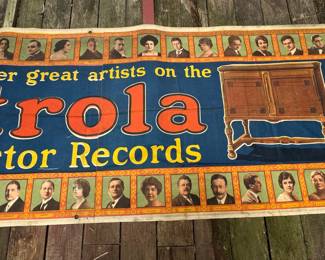 er great artists on the
trola
tor Records